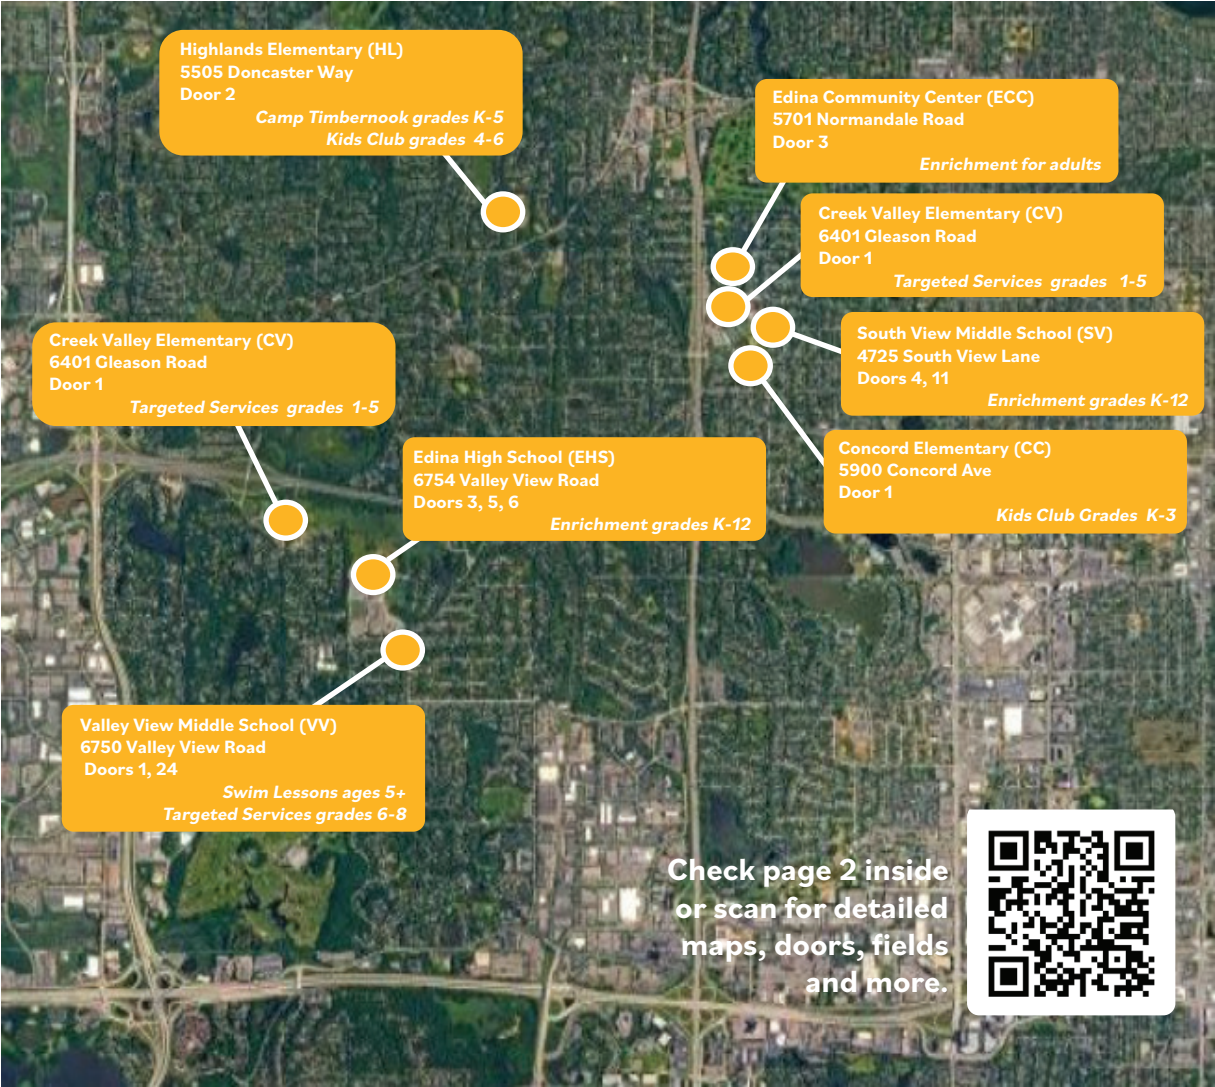 Highlands Elementary (HL)
5505 Doncaster Way
Door 2
Camp Timbernook grades K-5
Kids Club grades 4-6
Edina Community Center (ECC)
5701 Normandale Road
Door 3
Enrichment for adults
Creek Valley Elementary (CV)
6401 Gleason Road
Door 1
Targeted Services grades 1-5
South View Middle School (SV)
4725 South View Lane
Doors 4, 11
Enrichment grades K-12
Creek Valley Elementary (CV)
6401 Gleason Road
Door 1
Targeted Services grades 1-5
Edina High School (EHS)
6754 Valley View Road
Doors 3, 5, 6
Enrichment grades K-12
Concord Elementary (CC)
5900 Concord Ave
Door 1
Kids Club Grades K-3
Valley View Middle School (VV)
6750 Valley View Road
Doors 1, 24
Swim Lessons ages 5+
Targeted Services grades 6-8
Check page 2 inside
or scan for detailed
maps, doors, fields
and more.